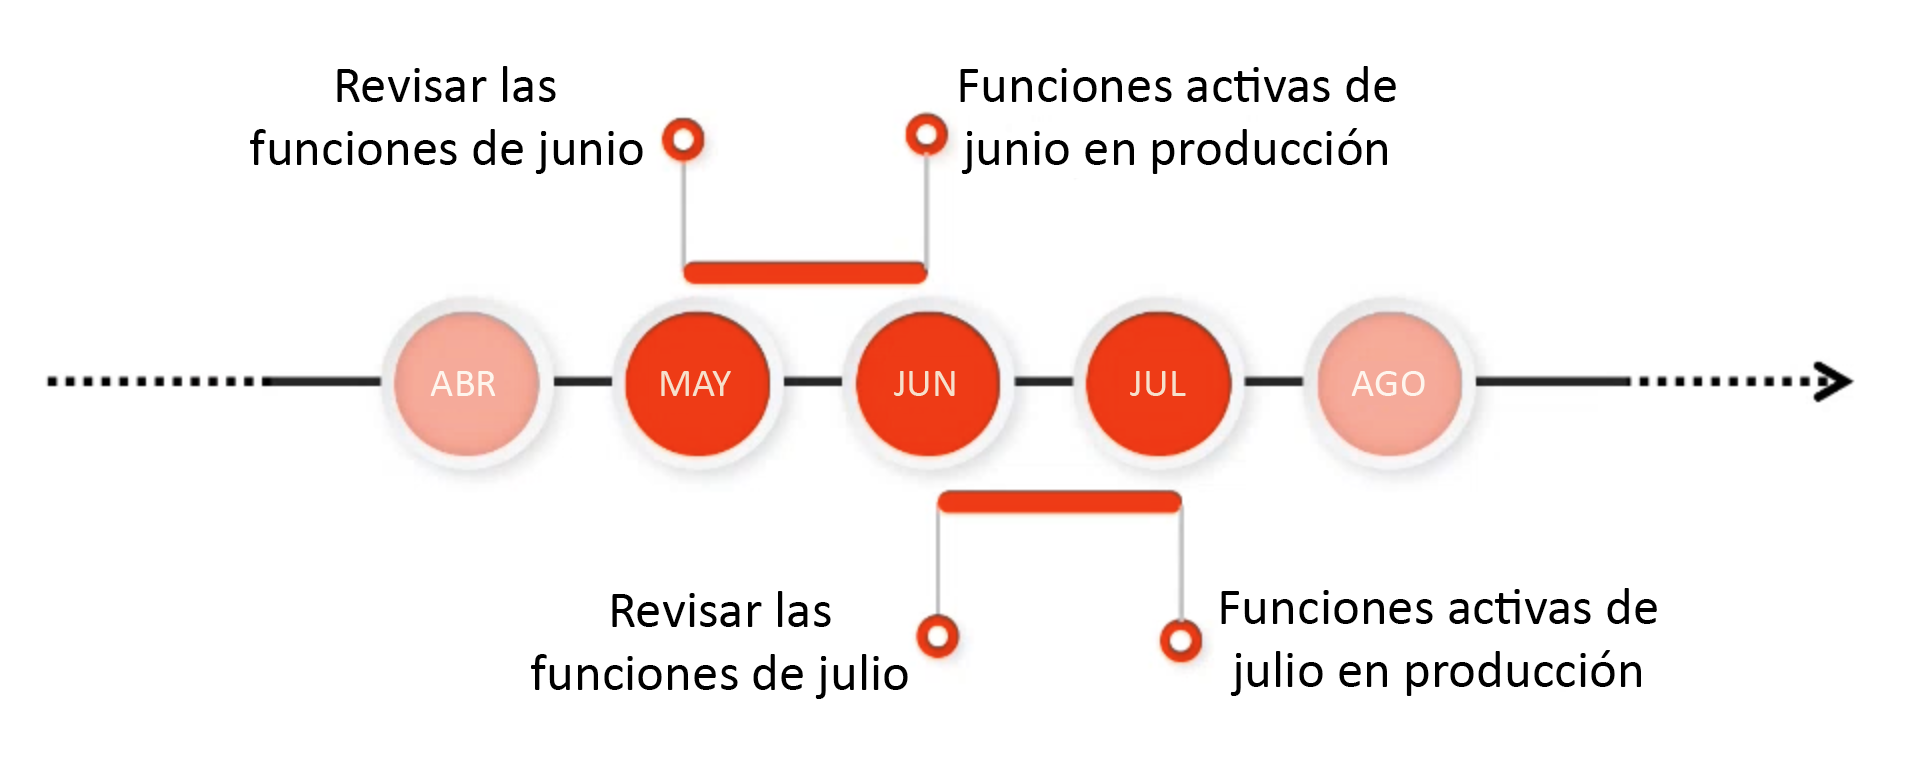 Revisar las
funciones de junio
Funciones activas de
junio en producción
ABR
MAY
JUN
JUL
AGO
Revisar las
funciones de julio
Funciones activas de
julio en producción